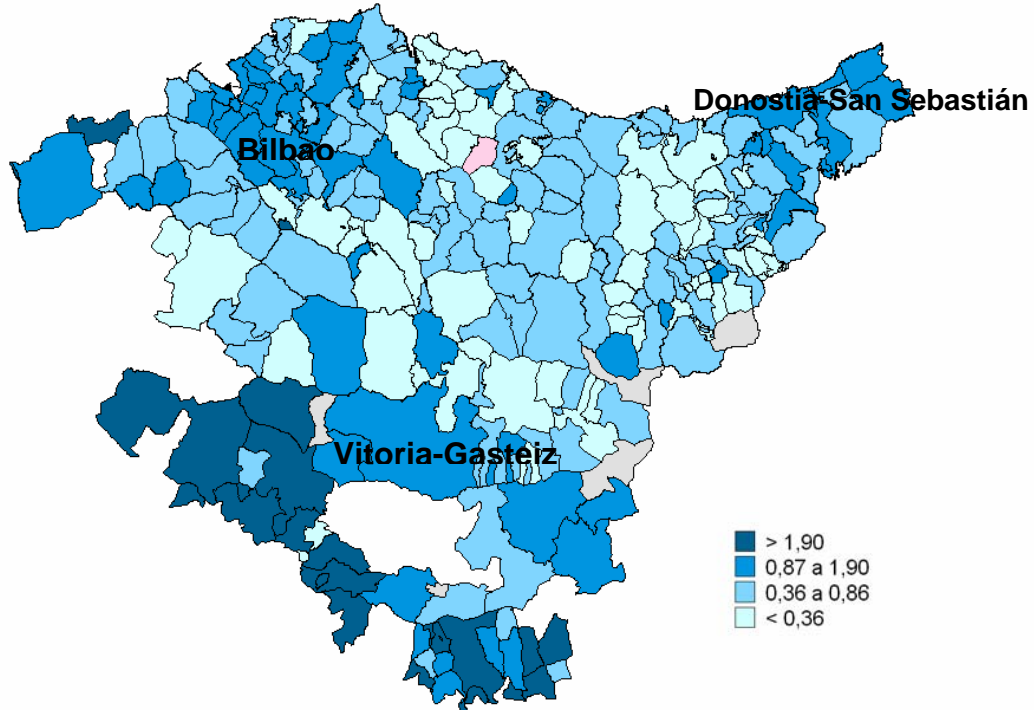 Donostia-San Sebastián
Bilbao
Vitoria-Gasteiz
> 1,90
0,87 a 1,90
0,36 a 0,86
< 0,36